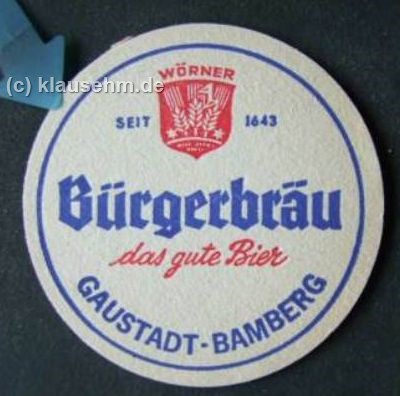 (c) klausehm.de
WÖRNER
SEIT 1643
Bürgerbräu
das gute Bier
GAUSTADT-BAMBERG